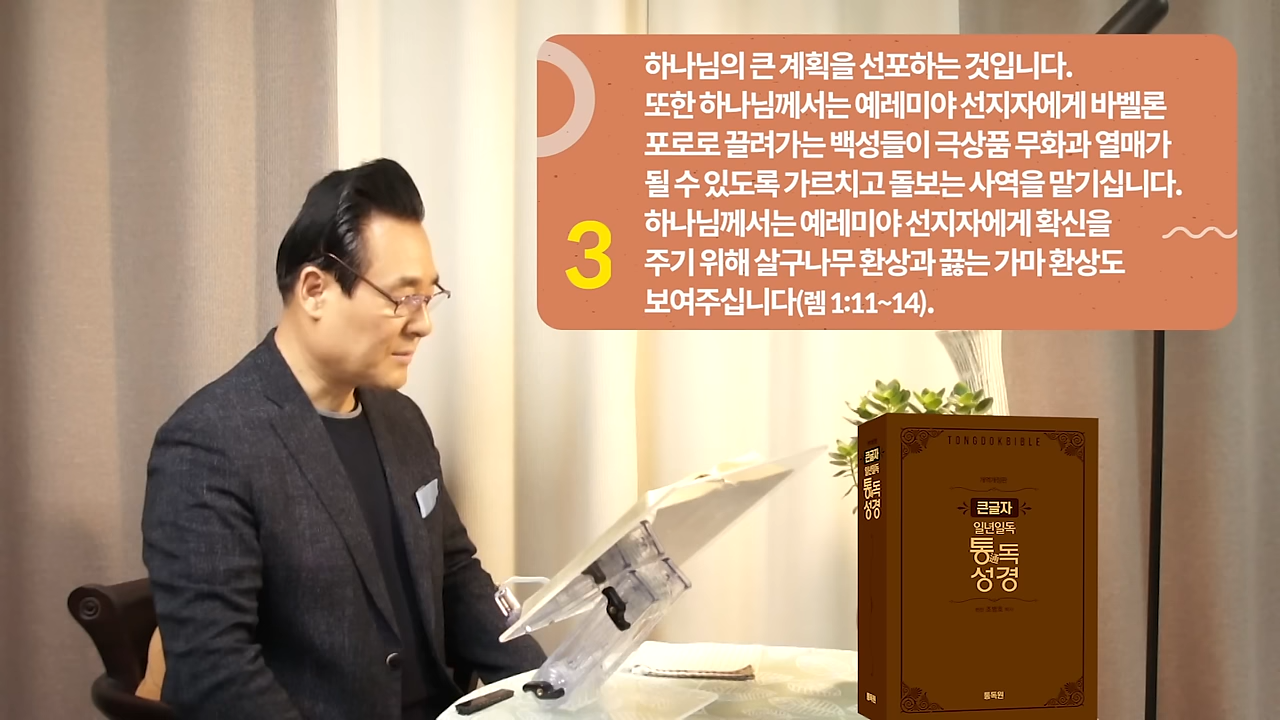 하나님의 큰 계획을 선포하는 것입니다.
또한 하나님께서는 예레미야 선지자에게 바벨론
포로로 끌려가는 백성들이 극상품 무화과 열매가
될 수 있도록 가르치고 돌보는 사역을 맡기십니다.
3 하나님께서는 예레미야 선지자에게 확신을
주기 위해 살구나무 환상과 끓는 가마 환상도
보여주십니다(렘 1:11~14).
TONGDOKBIBLE
큰글자
일년일독
통독
성경
통독원
큰글자
일년일독
통독
성경
통독원